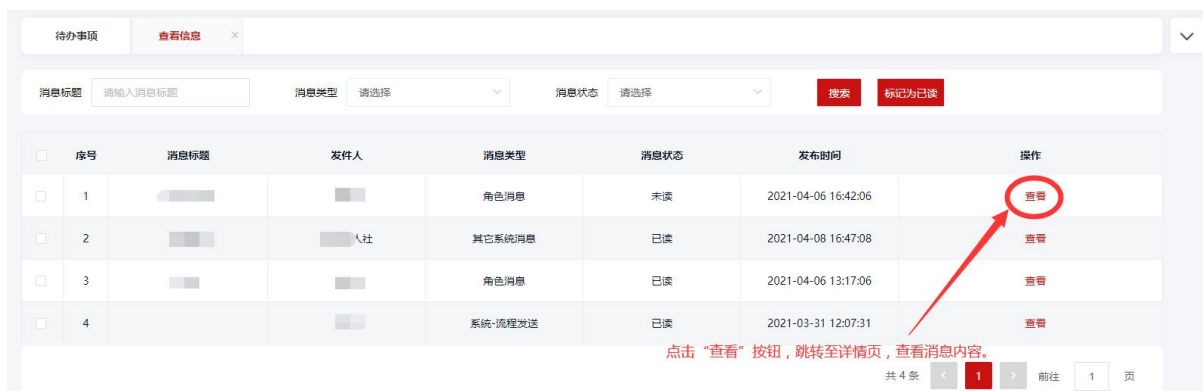 待办事项 查看信息 ×
消息标题 请输入消息标题 消息类型 请选择 消息状态 请选择 搜索 标记为已读
序号 消息标题 发件人 消息类型 消息状态 发布时间 操作
1 角色消息 未读 2021-04-06 16:42:06 查看
2 人社 其它系统消息 已读 2021-04-08 16:47:08 查看
3 角色消息 已读 2021-04-06 13:17:06 查看
4 系统-流程发送 已读 2021-03-31 12:07:31 查看
点击“查看”按钮，跳转至详情页，查看消息内容。
共 4 条 < 1 > 前往 1 页